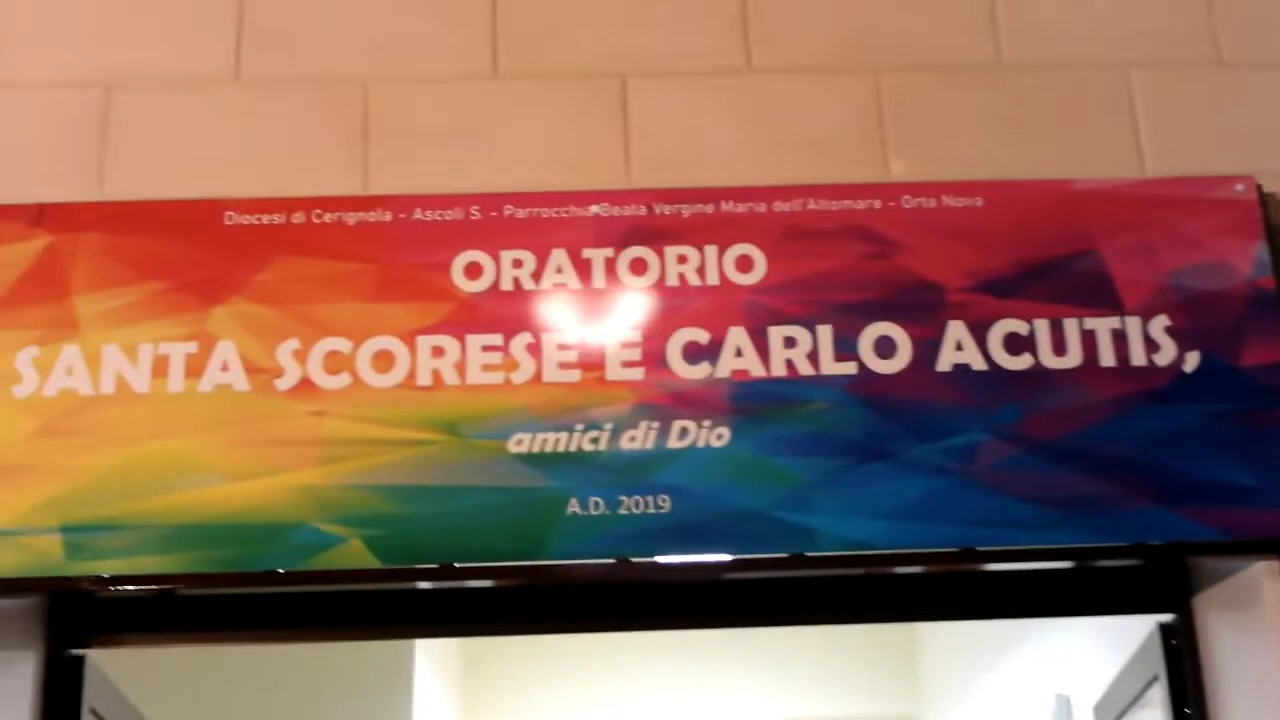 Diocesi di Cerignola - Ascoli S. - Parrocchia Beata Vergine Maria dell'Altomare - Orta Nova
ORATORIO
SANTA SCORESE E CARLO ACUTIS,
amici di Dio
A.D. 2019